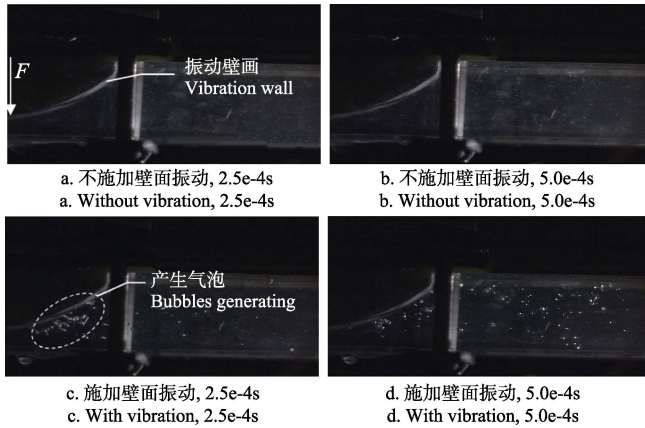 F
振动壁画
Vibration wall
a. 不施加壁面振动, 2.5e-4s
a. Without vibration, 2.5e-4s
b. 不施加壁面振动, 5.0e-4s
b. Without vibration, 5.0e-4s
产生气泡
Bubbles generating
c. 施加壁面振动, 2.5e-4s
c. With vibration, 2.5e-4s
d. 施加壁面振动, 5.0e-4s
d. With vibration, 5.0e-4s